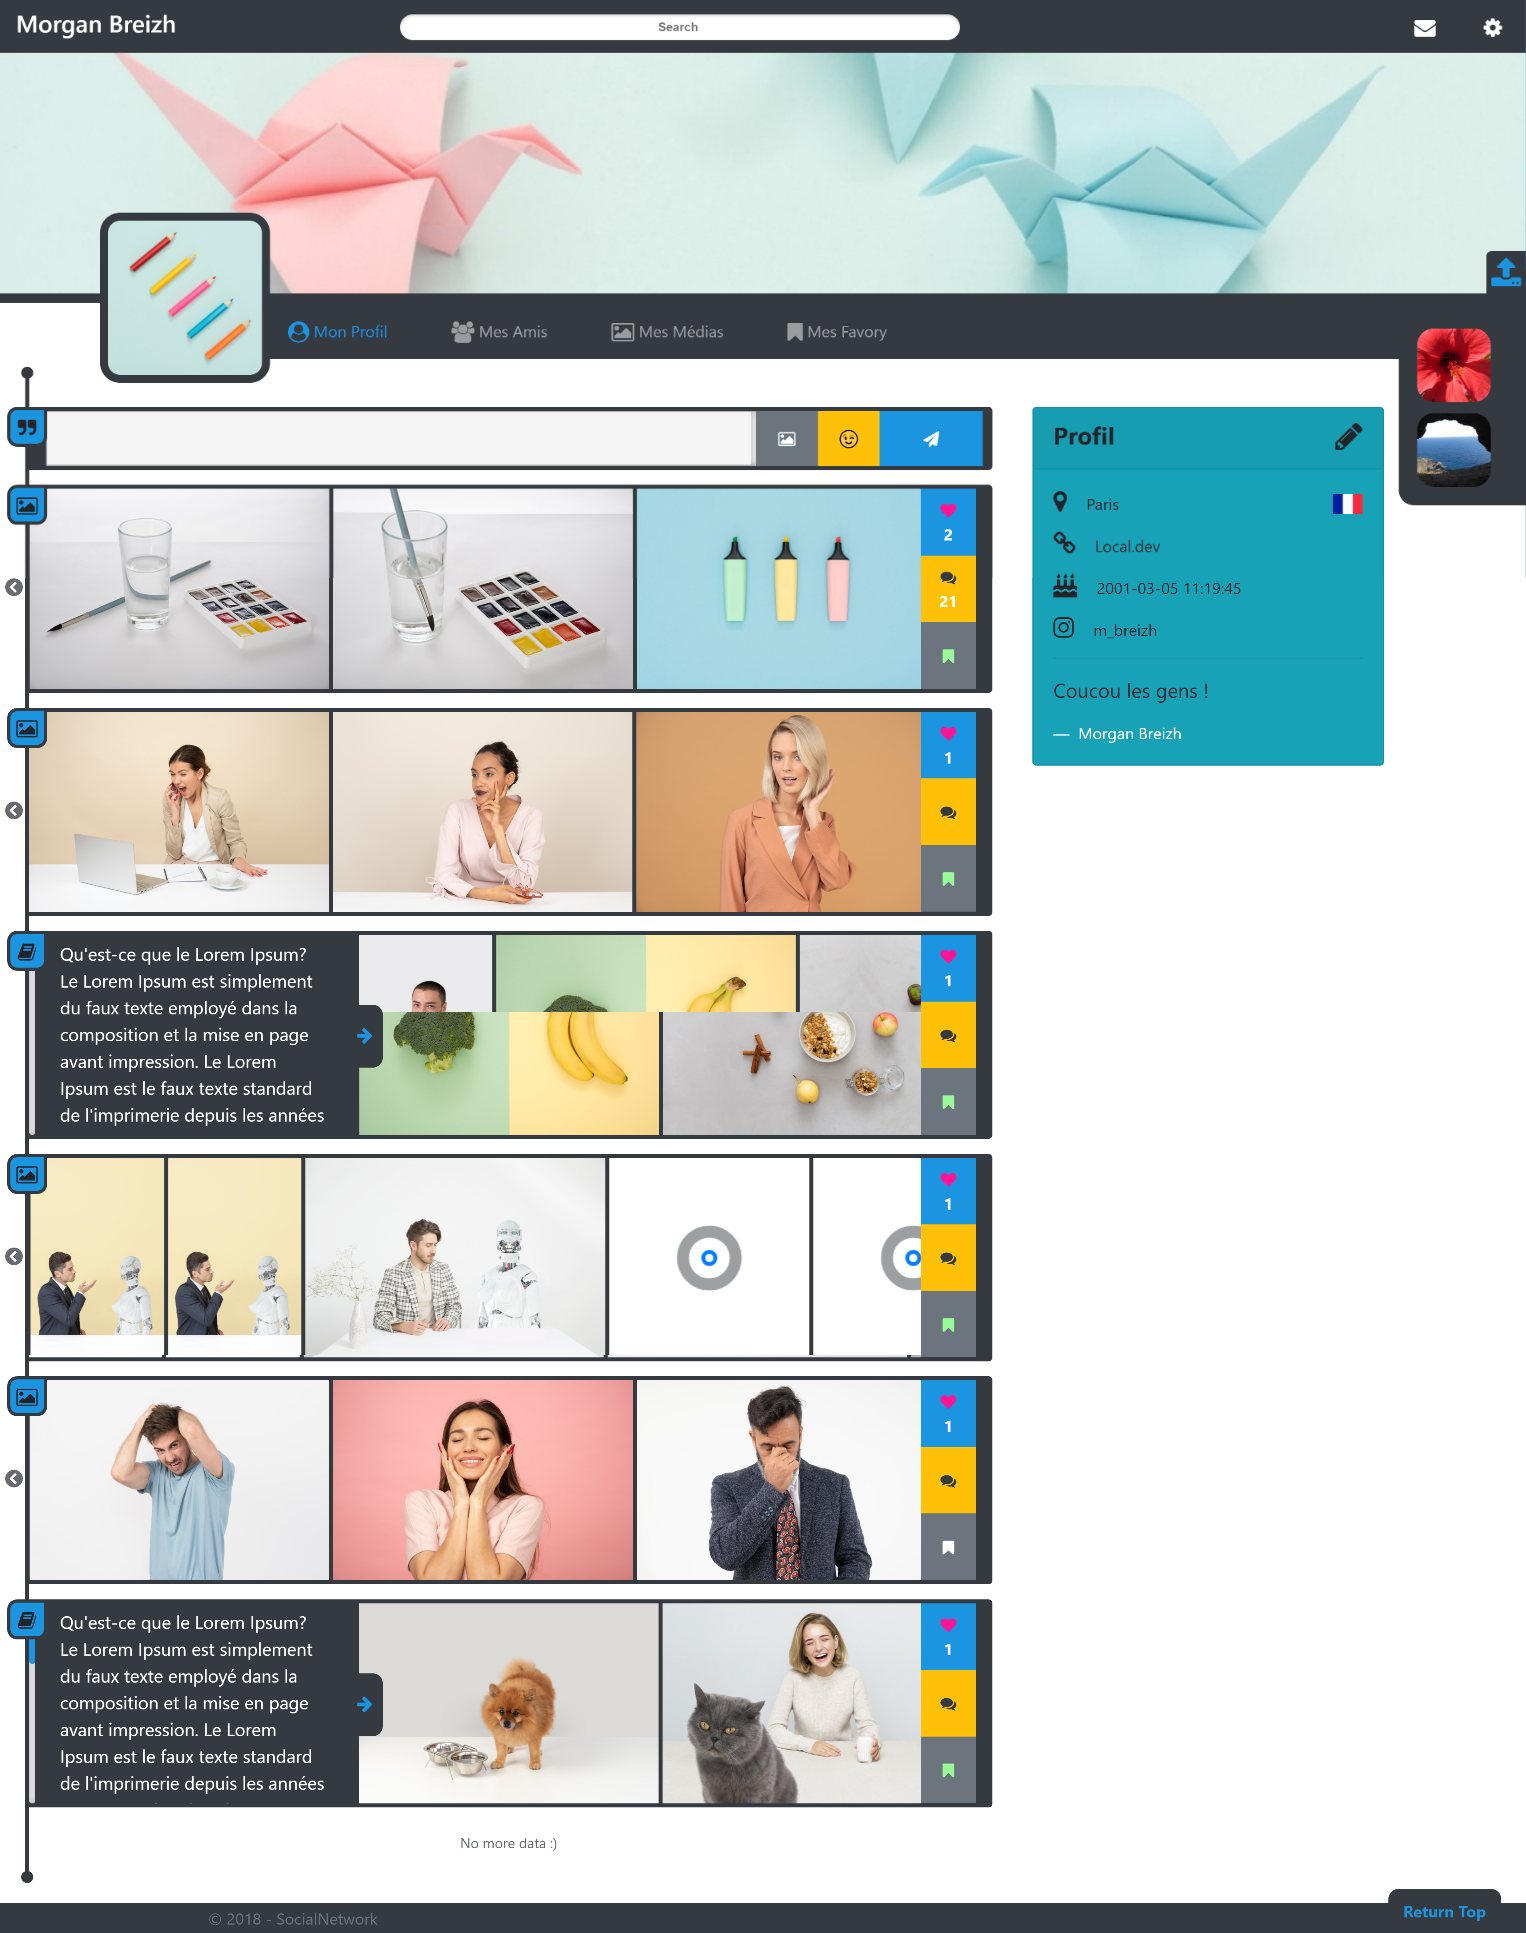 Morgan Breizh
Search
Mon Profil
Mes Amis
Mes Médias
Mes Favory
Profil
Paris
Local.dev
2001-03-05 11:19:45
m_breizh
Coucou les gens !
— Morgan Breizh
2
21
1
Qu'est-ce que le Lorem Ipsum?
Le Lorem Ipsum est simplement
du faux texte employé dans la
composition et la mise en page
avant impression. Le Lorem
Ipsum est le faux texte standard
de l'imprimerie depuis les années
1
1
1
Qu'est-ce que le Lorem Ipsum?
Le Lorem Ipsum est simplement
du faux texte employé dans la
composition et la mise en page
avant impression. Le Lorem
Ipsum est le faux texte standard
de l'imprimerie depuis les années
1
No more data :)
© 2018 - SocialNetwork
Return Top